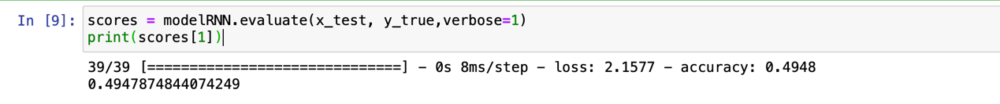 In [9]: scores = modelRNN.evaluate(x_test, y_true,verbose=1)
print(scores[1])
39/39 [==============================] - 0s 8ms/step - loss: 2.1577 - accuracy: 0.4948
0.4947874844074249